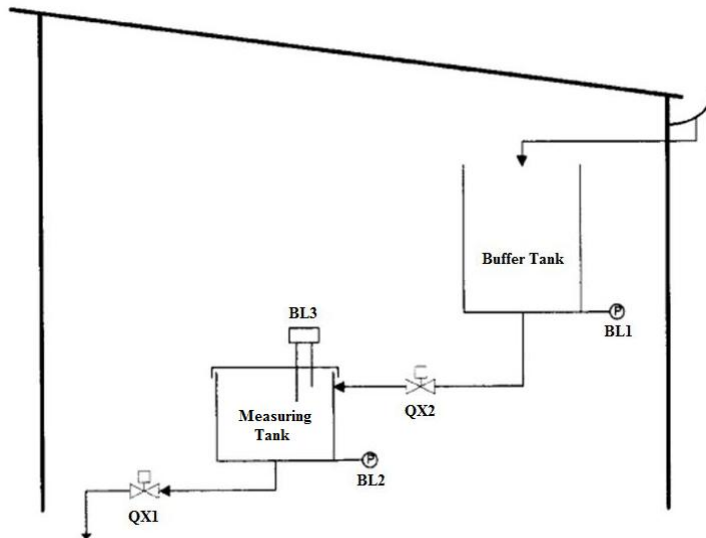 Buffer Tank
P
BL1
BL3
QX2
Measuring
Tank
P
BL2
QX1